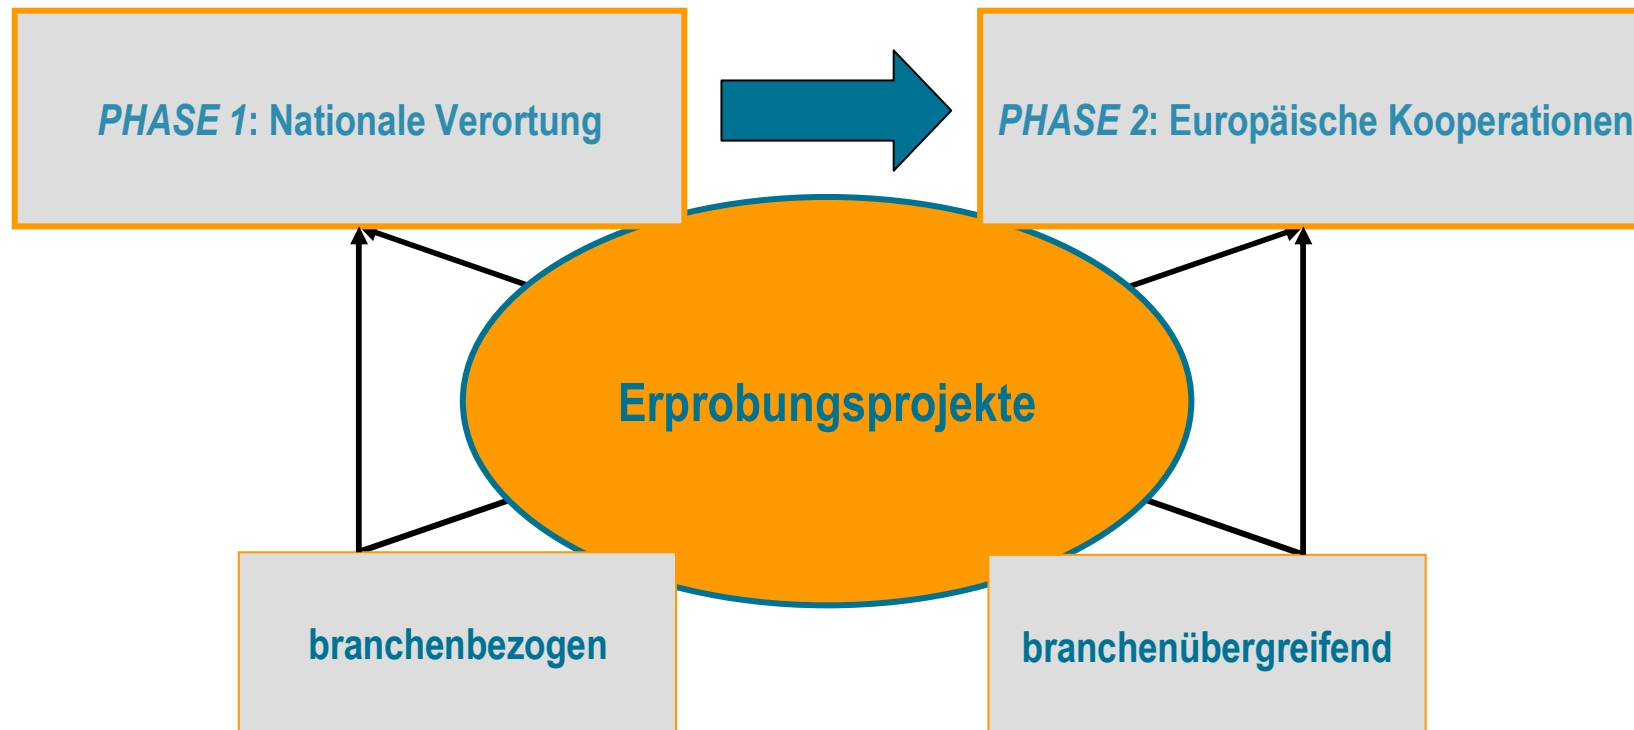 PHASE 1: Nationale Verortung
PHASE 2: Europäische Kooperationen
Erprobungsprojekte
branchenbezogen
branchenübergreifend